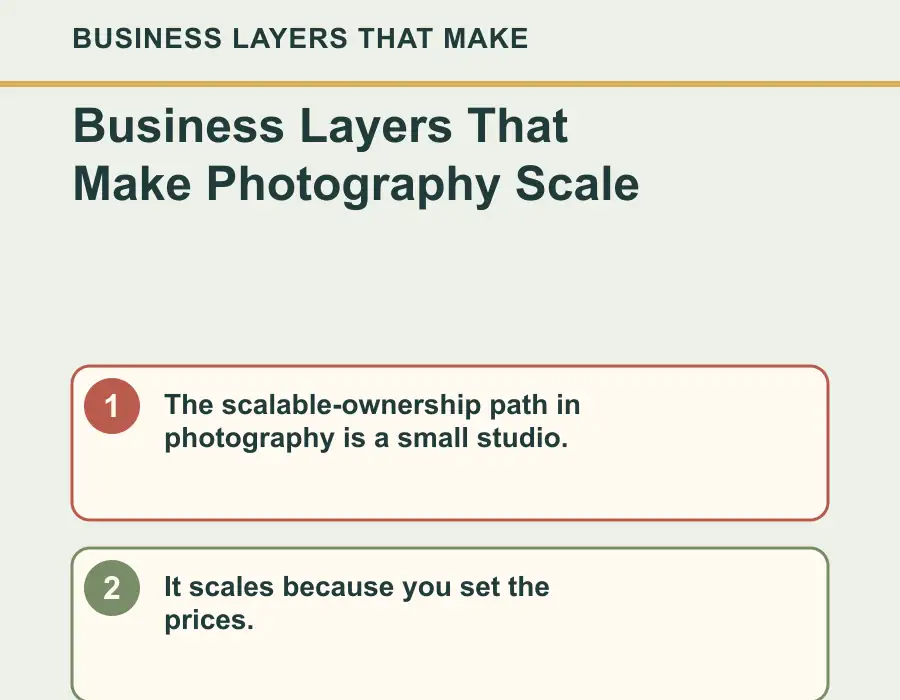 BUSINESS LAYERS THAT MAKE
Business Layers That
Make Photography Scale
1
The scalable-ownership path in
photography is a small studio.
2
It scales because you set the
prices.